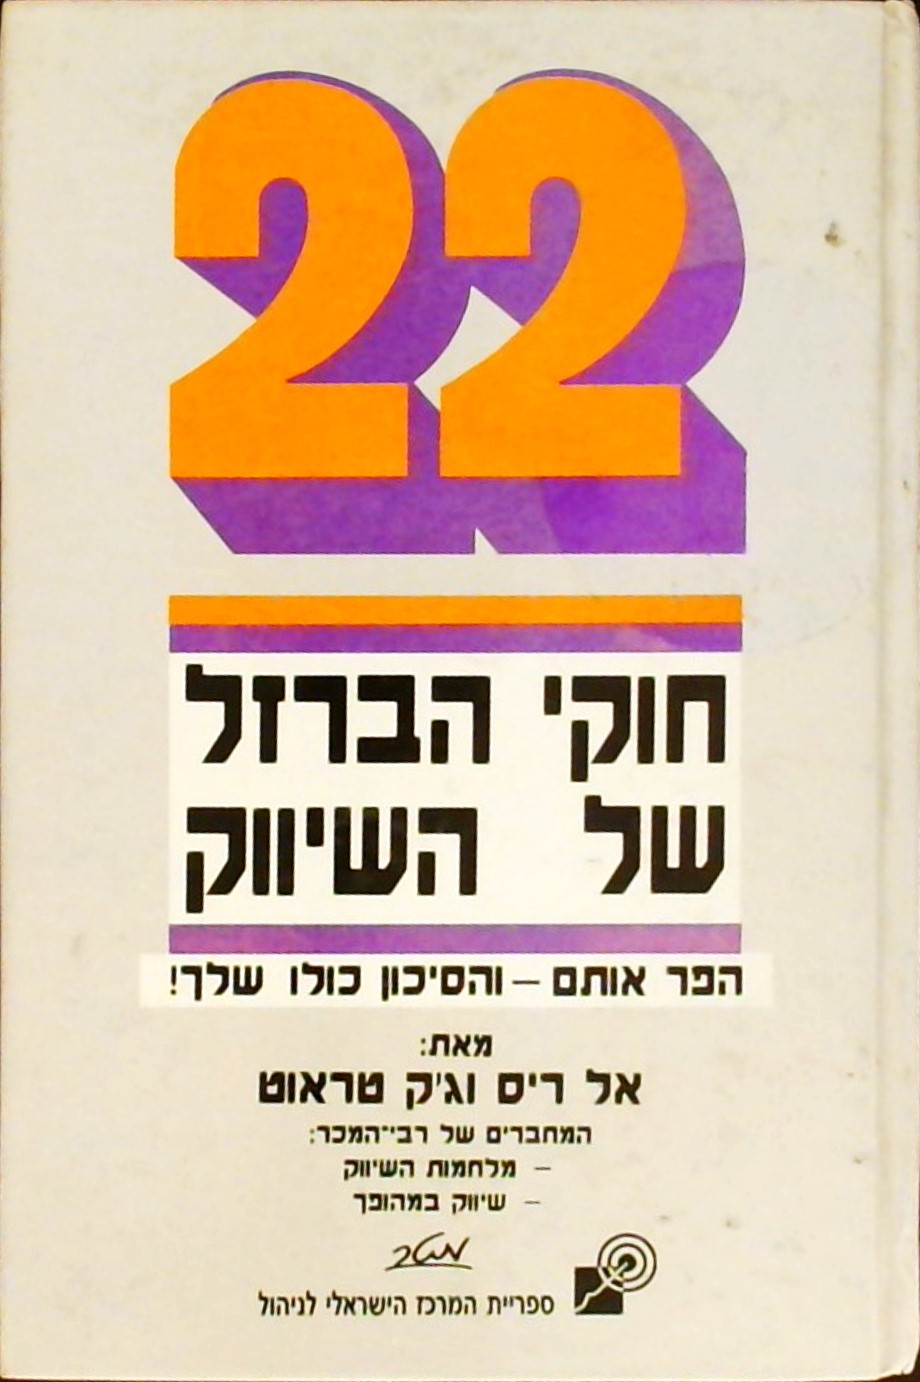 22
חוקי הברזל
של השיווק
הפר אותם – והסיכון כולו שלך!
מאת:
אל ריס וג'ק טראוט
המחברים של רבי־המכר:
– מלחמות השיווק
– שיווק במהופך
מטר
ספריית המרכז הישראלי לניהול